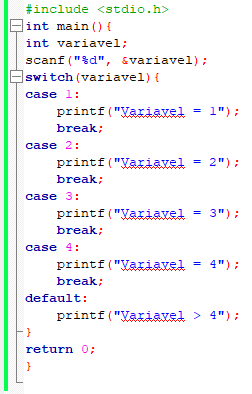 #include <stdio.h>
int main(){
int variavel;
scanf("%d", &variavel);
switch(variavel){
case 1:
    printf("Variavel = 1");
    break;
case 2:
    printf("Variavel = 2");
    break;
case 3:
    printf("Variavel = 3");
    break;
case 4:
    printf("Variavel = 4");
    break;
default:
    printf("Variavel > 4");
}
return 0;
}